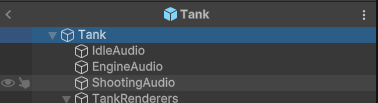 Tank
Tank
IdleAudio
EngineAudio
ShootingAudio
TankRenderers